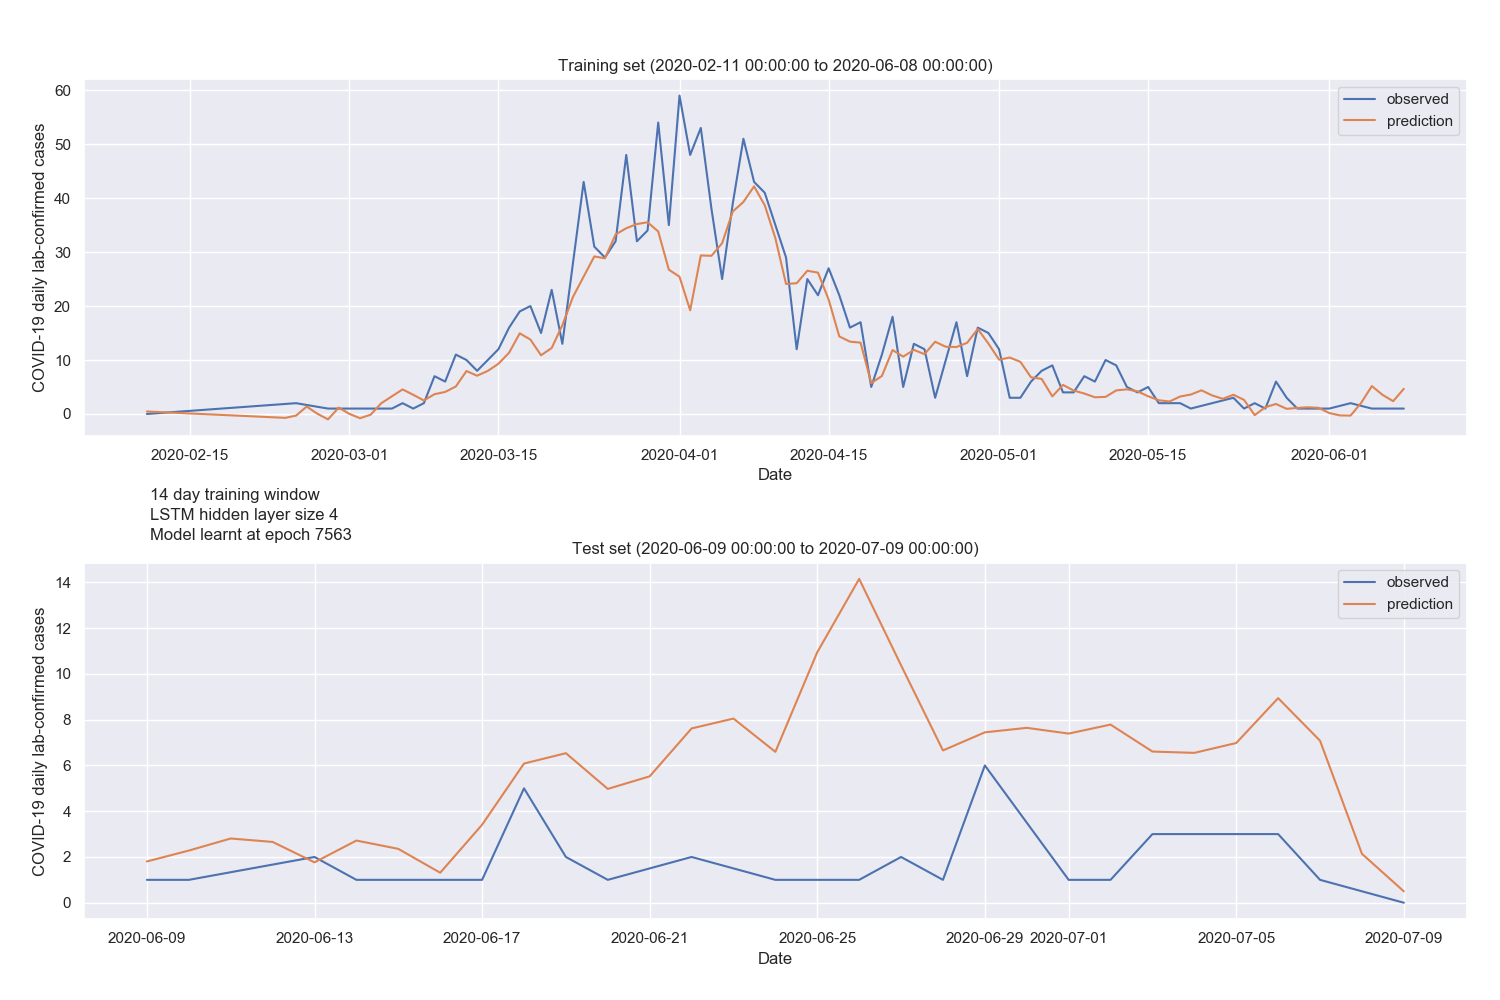 Training set (2020-02-11 00:00:00 to 2020-06-08 00:00:00)
COVID-19 daily lab-confirmed cases
60
50
40
30
20
10
0
observed
prediction
2020-02-15 2020-03-01 2020-03-15 2020-04-01 2020-04-15 2020-05-01 2020-05-15 2020-06-01
Date
14 day training window
LSTM hidden layer size 4
Model learnt at epoch 7563
Test set (2020-06-09 00:00:00 to 2020-07-09 00:00:00)
COVID-19 daily lab-confirmed cases
14
12
10
8
6
4
2
0
observed
prediction
2020-06-09 2020-06-13 2020-06-17 2020-06-21 2020-06-25 2020-06-29 2020-07-01 2020-07-05 2020-07-09
Date